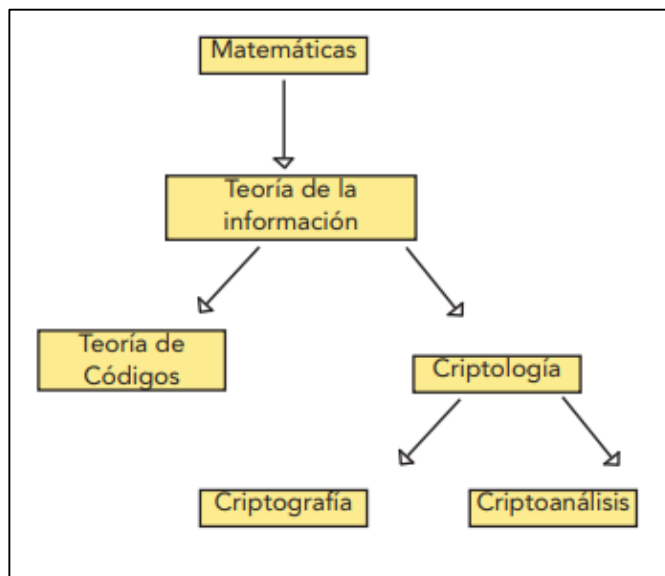 Matemáticas
Teoría de la
información
Teoría de
Códigos
Criptología
Criptografía
Criptoanálisis